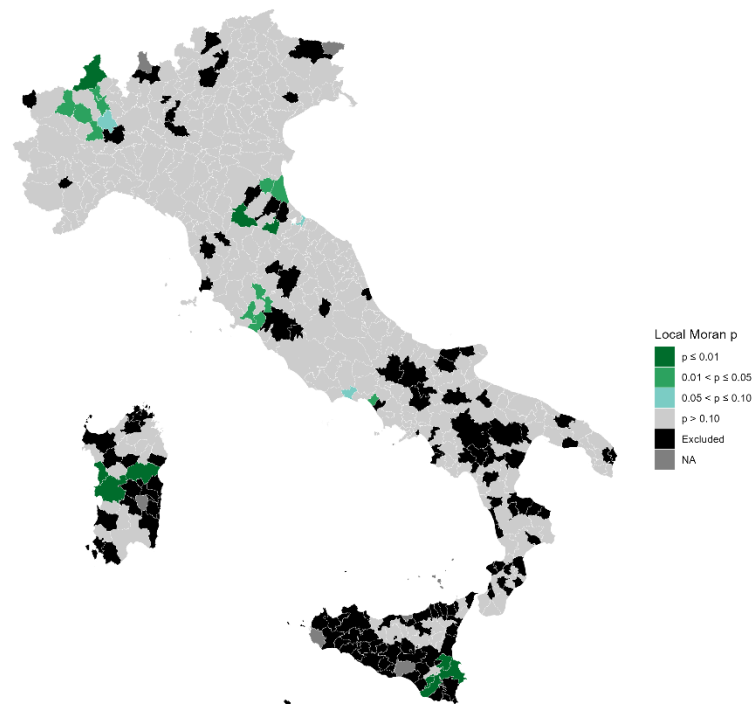 Local Moran p
p ≤ 0.01
0.01 < p ≤ 0.05
0.05 < p ≤ 0.10
p > 0.10
Excluded
NA